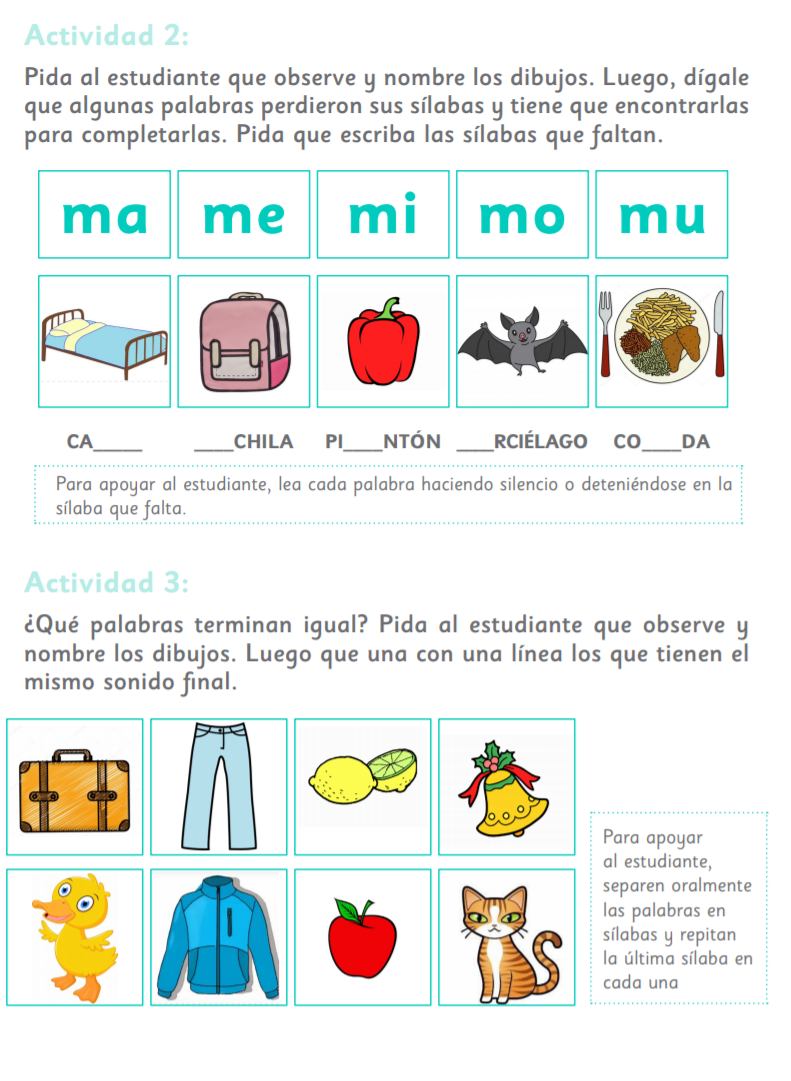 Actividad 2:
Pida al estudiante que observe y nombre los dibujos. Luego, dígale
que algunas palabras perdieron sus sílabas y tiene que encontrarlas
para completarlas. Pida que escriba las sílabas que faltan.
ma me mi mo mu
CA_____ ____CHILA PI____NTÓN ____RCIÉLAGO CO____DA
Para apoyar al estudiante, lea cada palabra haciendo silencio o deteniéndose en la
sílaba que falta.
Actividad 3:
¿Qué palabras terminan igual? Pida al estudiante que observe y
nombre los dibujos. Luego que una con una línea los que tienen el
mismo sonido final.
Para apoyar
al estudiante,
separen oralmente
las palabras en
sílabas y repitan
la última sílaba en
cada una